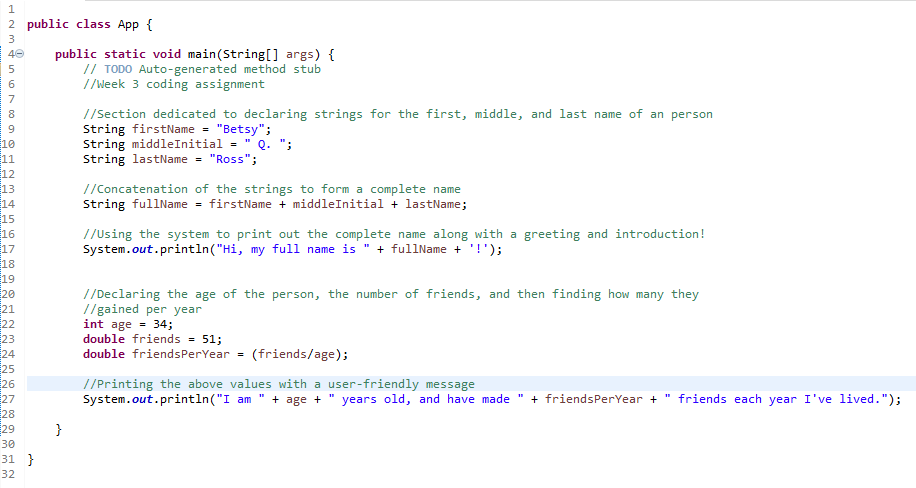 1
2 public class App {
3
4 public static void main(String[] args) {
5 // TODO Auto-generated method stub
6 //Week 3 coding assignment
7
8 //Section dedicated to declaring strings for the first, middle, and last name of an person
9 String firstName = "Betsy";
10 String middleInitial = " Q. ";
11 String lastName = "Ross";
12
13 //Concatenation of the strings to form a complete name
14 String fullName = firstName + middleInitial + lastName;
15
16 //Using the system to print out the complete name along with a greeting and introduction!
17 System.out.println("Hi, my full name is " + fullName + '!');
18
19
20 //Declaring the age of the person, the number of friends, and then finding how many they
21 //gained per year
22 int age = 34;
23 double friends = 51;
24 double friendsPerYear = (friends/age);
25
26 //Printing the above values with a user-friendly message
27 System.out.println("I am " + age + " years old, and have made " + friendsPerYear + " friends each year I've lived.");
28
29 }
30
31 }
32